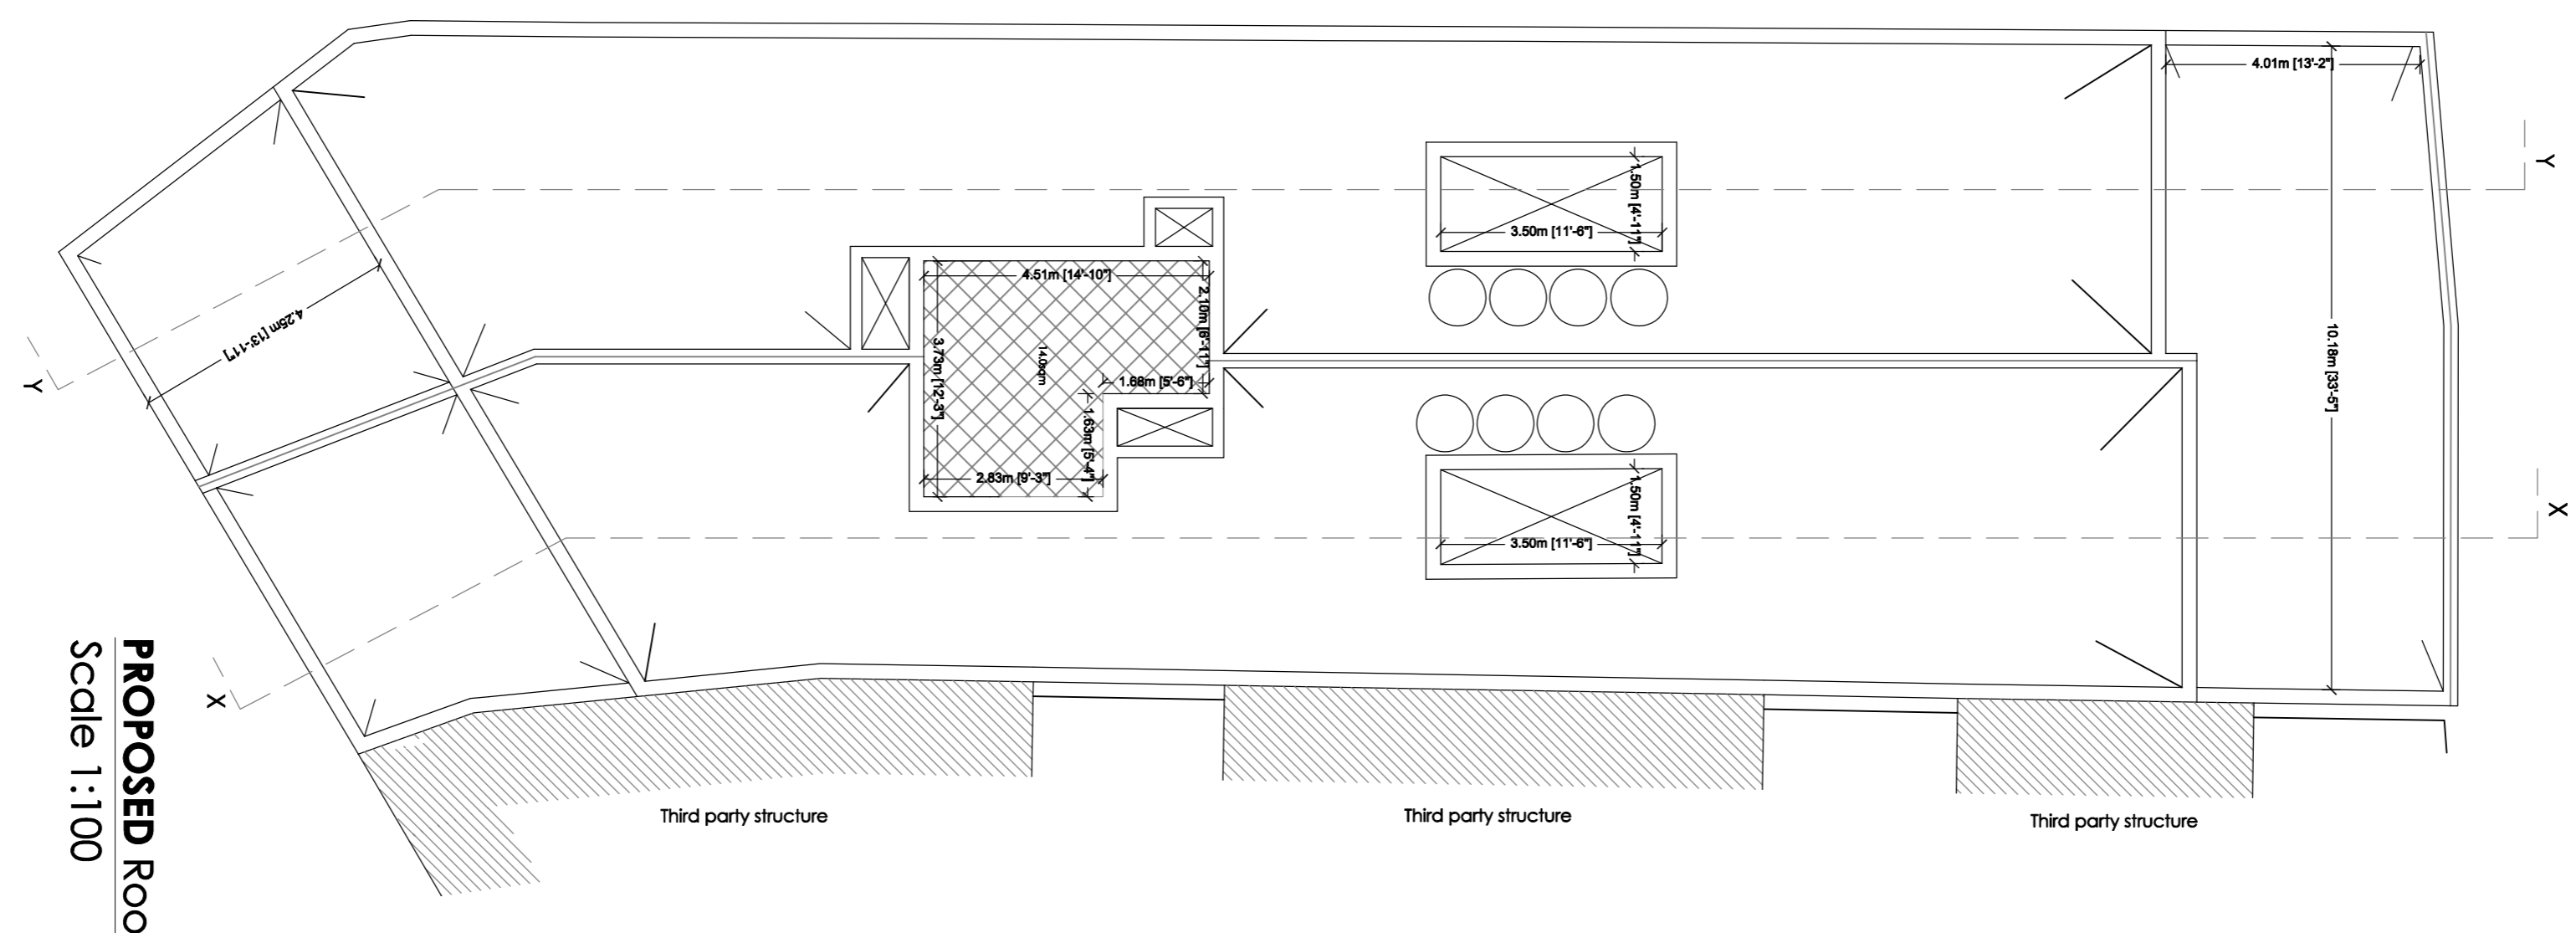 4.01m [13'-2"]
Y
1.50m [4'-11"]
3.50m [11'-6"]
4.51m [14'-10"]
2.10m [6'-11"]
4.25m [13'-11"]
10.18m [33'-5"]
3.73m [12'-3"]
14.0sqm
1.68m [5'-6"]
Y
1.63m [5'-4"]
2.83m [9'-3"]
1.50m [4'-11"]
3.50m [11'-6"]
X
X
PROPOSED Roo
Scale 1:100
Third party structure
Third party structure
Third party structure